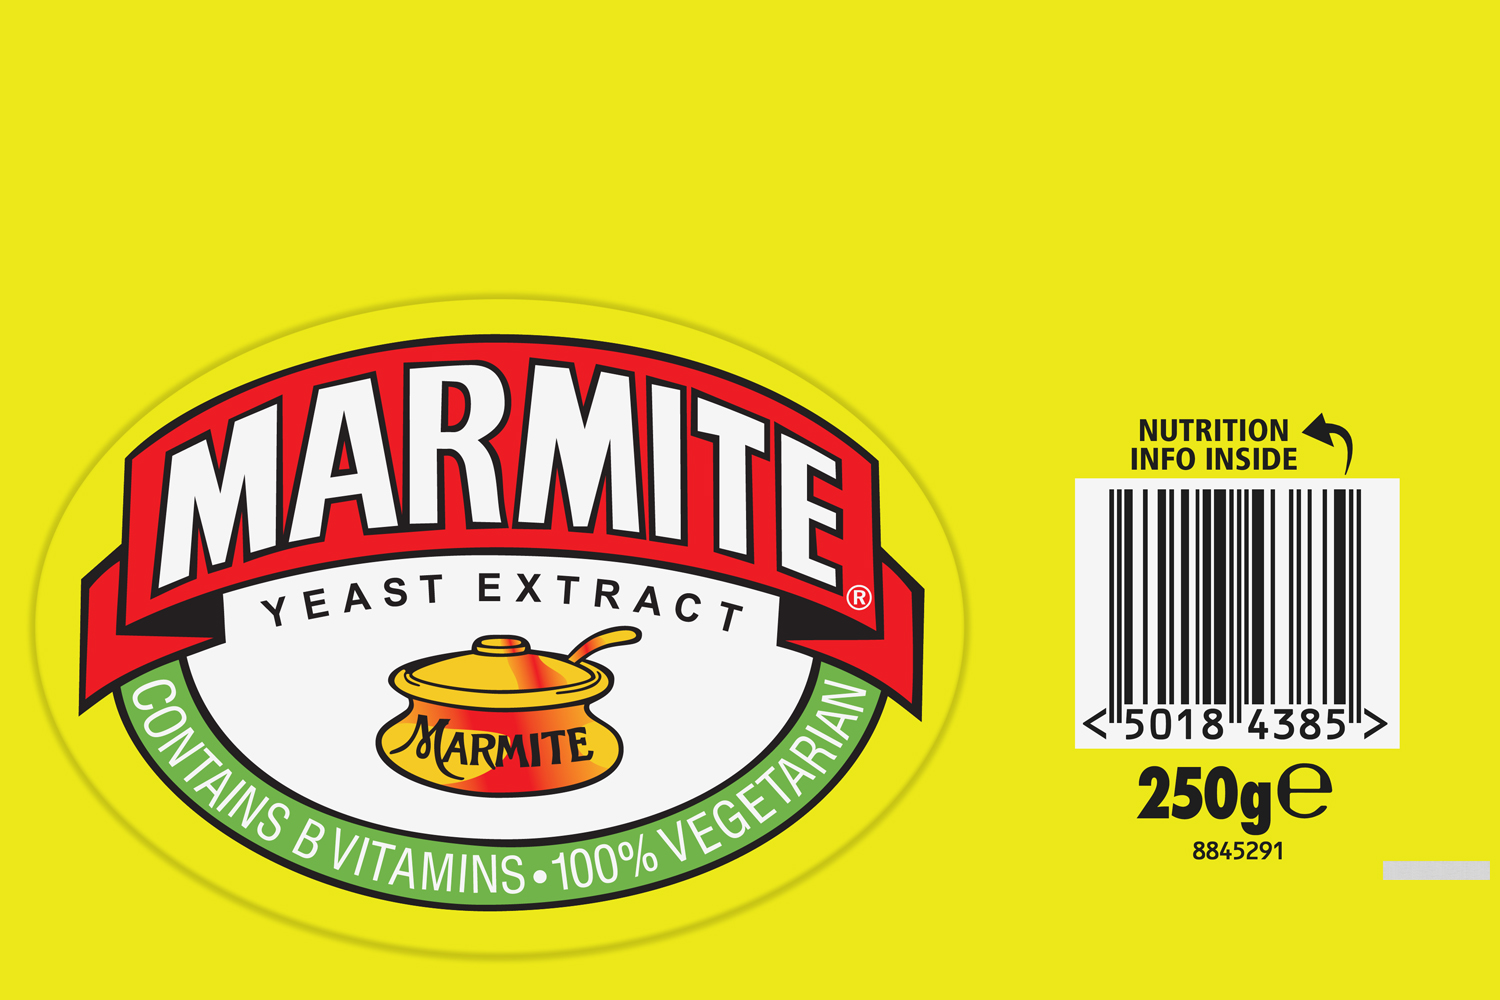 MARMITE®
YEAST EXTRACT
MARMITE
CONTAINS B VITAMINS • 100% VEGETARIAN
NUTRITION
INFO INSIDE
<5018 4385>
250g℮
8845291